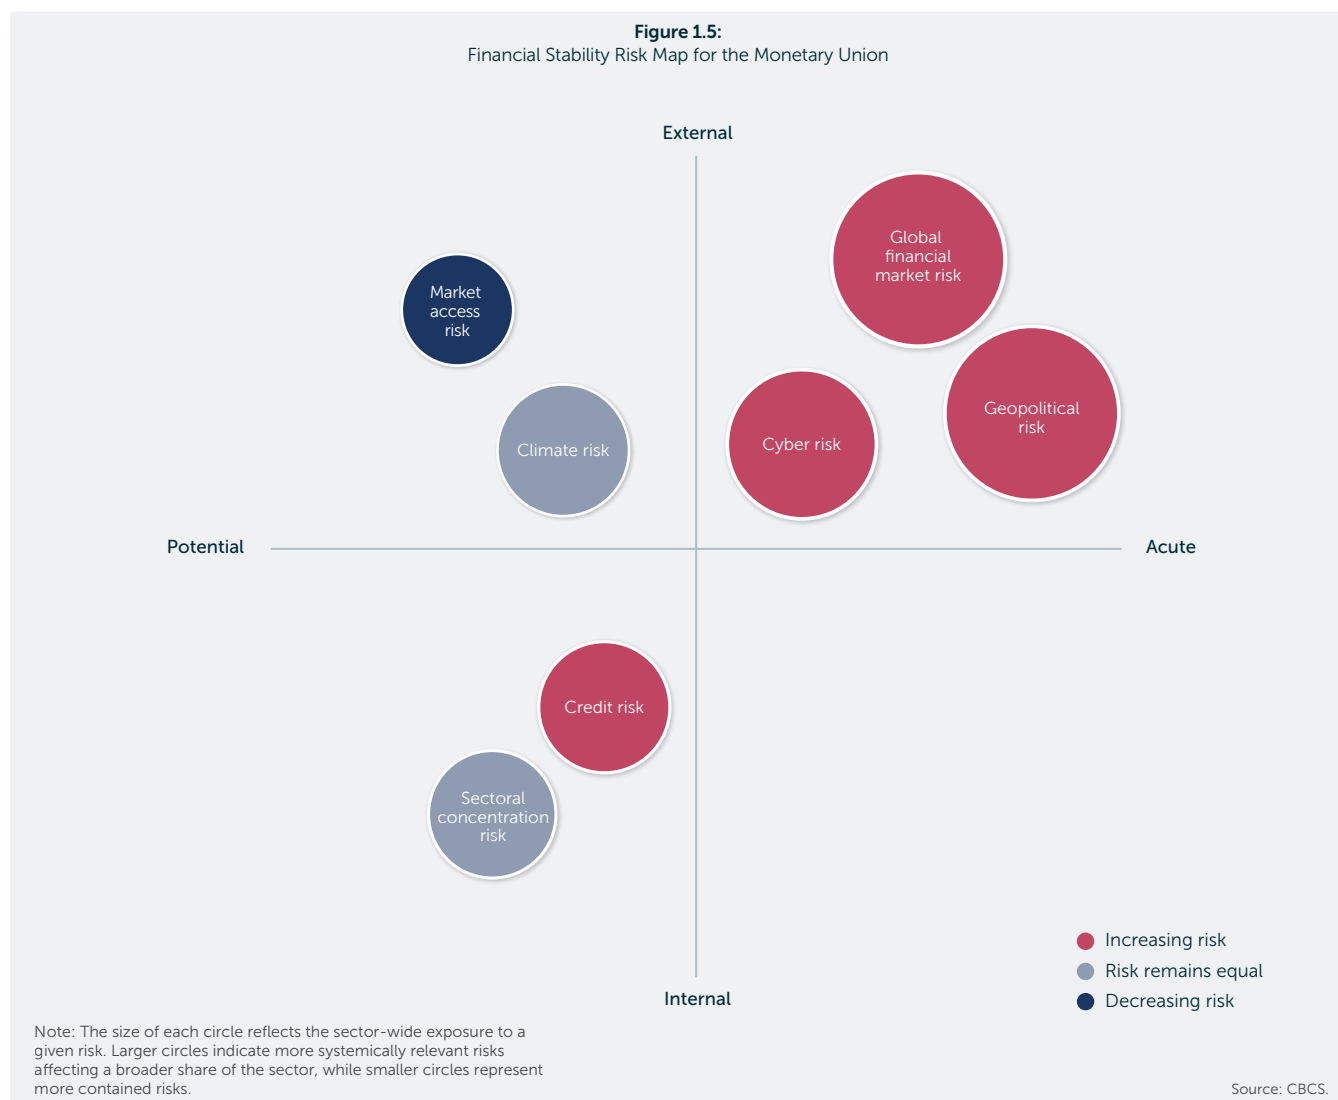 Figure 1.5:
Financial Stability Risk Map for the Monetary Union
External
Global
financial
market risk
Market
access
risk
Geopolitical
risk
Cyber risk
Climate risk
Potential
Acute
Credit risk
Sectoral
concentration
risk
Increasing risk
Risk remains equal
Decreasing risk
Internal
Note: The size of each circle reflects the sector-wide exposure to a
given risk. Larger circles indicate more systemically relevant risks
affecting a broader share of the sector, while smaller circles represent
more contained risks.
Source: CBCS.